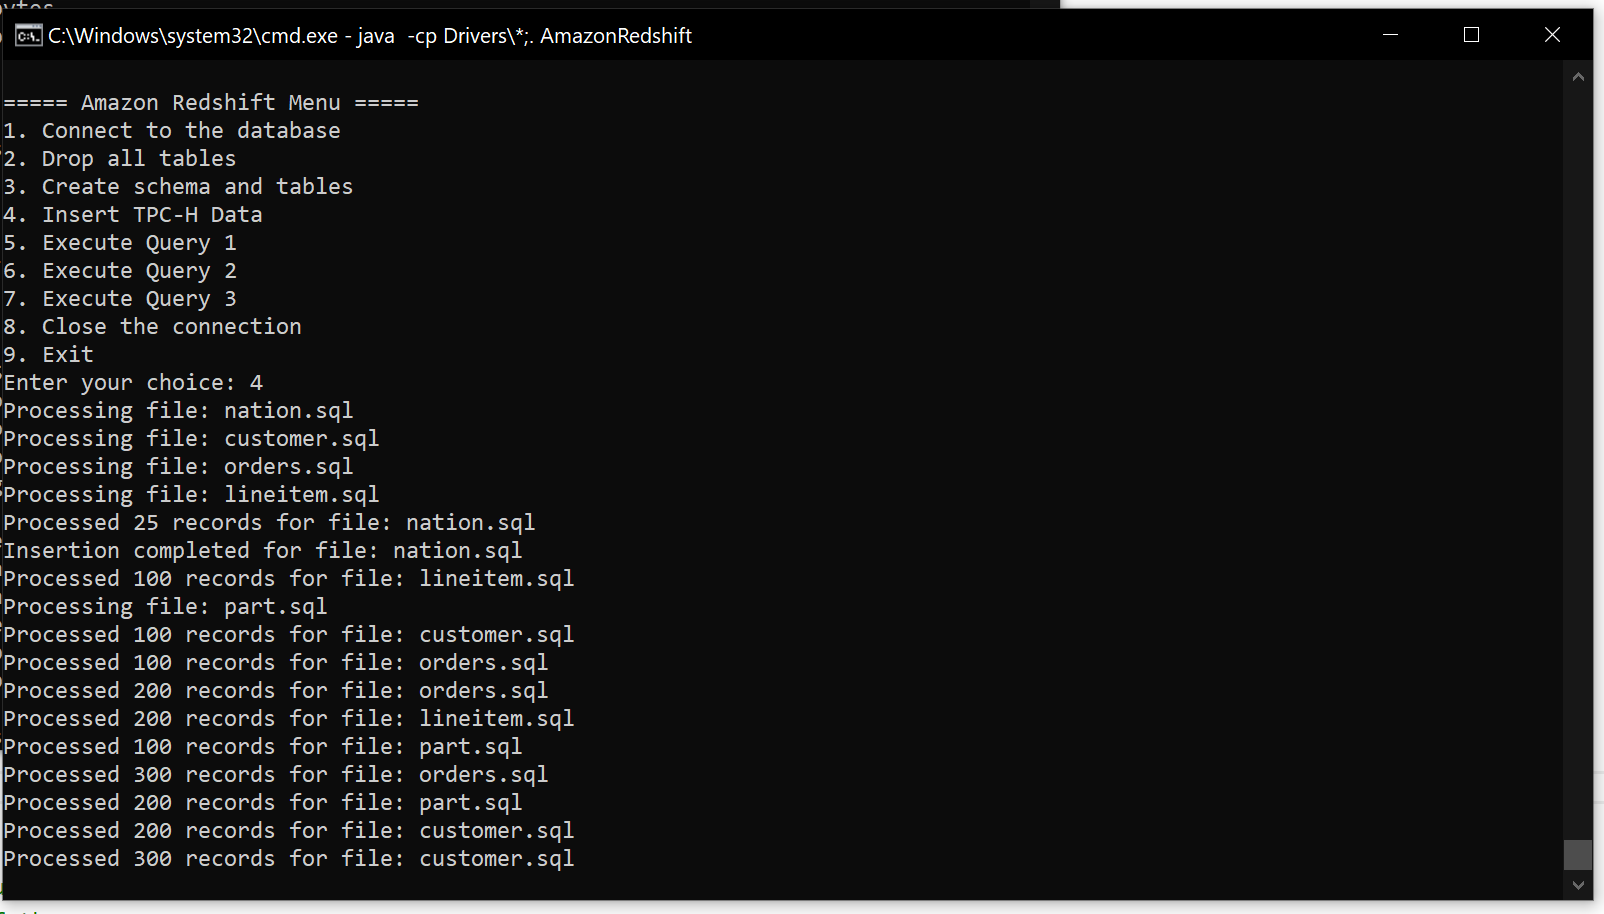 C:\Windows\system32\cmd.exe - java  -cp Drivers\*;. AmazonRedshift
===== Amazon Redshift Menu =====
1. Connect to the database
2. Drop all tables
3. Create schema and tables
4. Insert TPC-H Data
5. Execute Query 1
6. Execute Query 2
7. Execute Query 3
8. Close the connection
9. Exit
Enter your choice: 4
Processing file: nation.sql
Processing file: customer.sql
Processing file: orders.sql
Processing file: lineitem.sql
Processed 25 records for file: nation.sql
Insertion completed for file: nation.sql
Processed 100 records for file: lineitem.sql
Processing file: part.sql
Processed 100 records for file: customer.sql
Processed 100 records for file: orders.sql
Processed 200 records for file: orders.sql
Processed 200 records for file: lineitem.sql
Processed 100 records for file: part.sql
Processed 300 records for file: orders.sql
Processed 200 records for file: part.sql
Processed 200 records for file: customer.sql
Processed 300 records for file: customer.sql